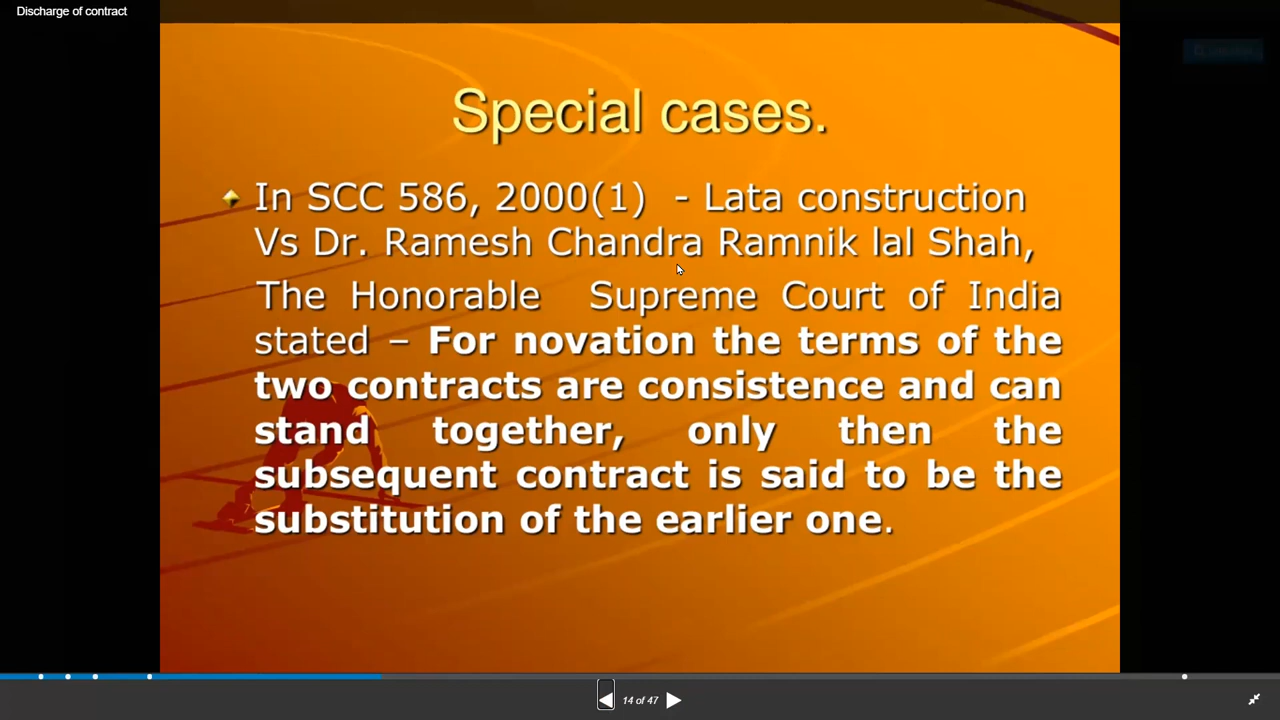 Discharge of contract
Special cases.
In SCC 586, 2000(1) - Lata construction
Vs Dr. Ramesh Chandra Ramnik lal Shah,
The Honorable Supreme Court of India
stated – For novation the terms of the
two contracts are consistence and can
stand together, only then the
subsequent contract is said to be the
substitution of the earlier one.
14 of 47